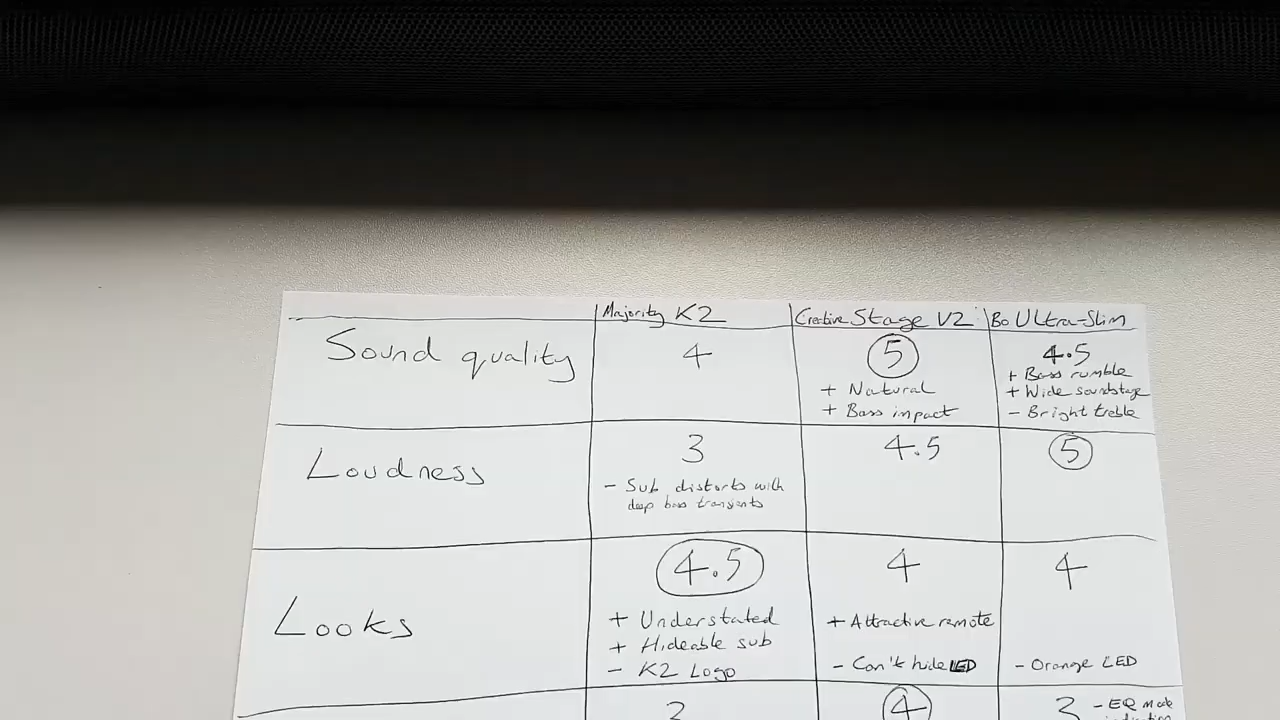 Majority K2 Creative Stage V2 Bo Ultra-Slim
Sound quality 4 5 4.5
+ Natural
+ Bass impact
+ Bass rumble
+ Wide soundstage
- Bright treble
Loudness 3 4.5 5
- Sub distorts with
deep bass transients
Looks 4.5 4 4
+ Understated
+ Hideable sub
- K2 Logo
+ Attractive remote
- Can't hide LED
- Orange LED
4 3 - EQ mode